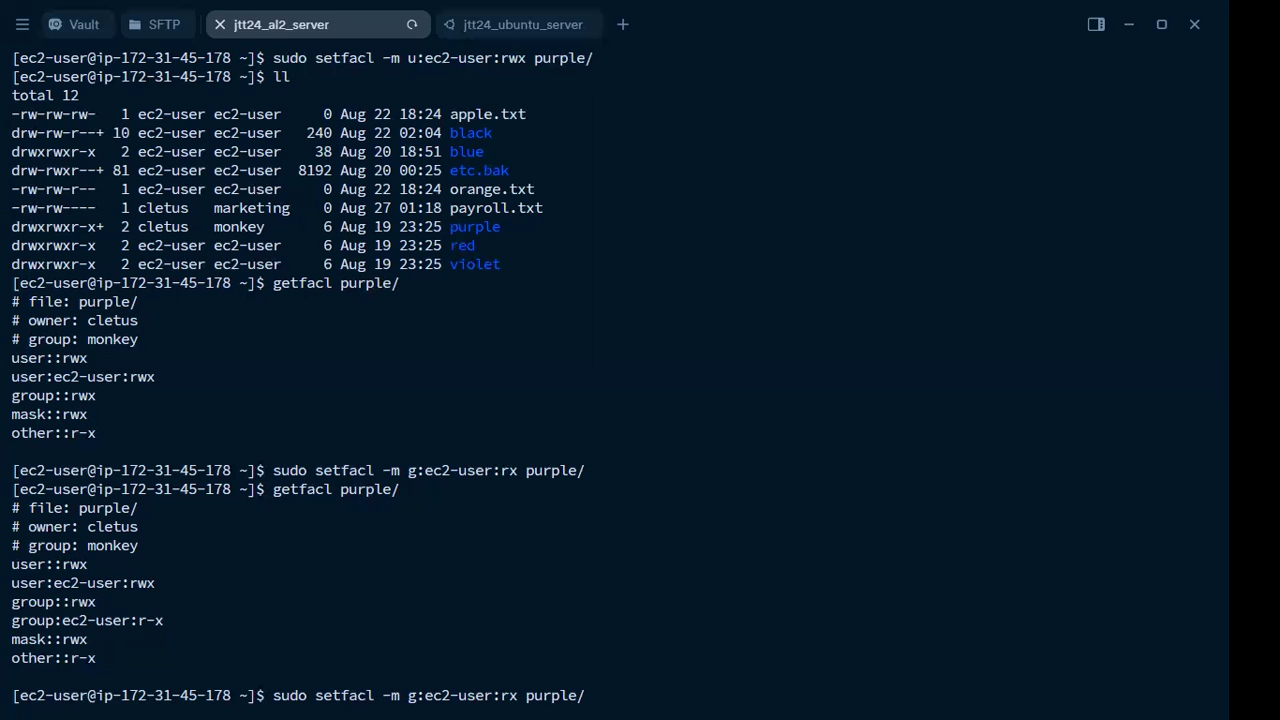 Vault SFTP jtt24_al2_server jtt24_ubuntu_server
[ec2-user@ip-172-31-45-178 ~]$ sudo setfacl -m u:ec2-user:rwx purple/
[ec2-user@ip-172-31-45-178 ~]$ ll
total 12
-rw-rw-rw-   1 ec2-user ec2-user     0 Aug 22 18:24 apple.txt
drw-rw-r--+ 10 ec2-user ec2-user   240 Aug 22 02:04 black
drwxrwxr-x   2 ec2-user ec2-user    38 Aug 20 18:51 blue
drw-rwxr--+ 81 ec2-user ec2-user  8192 Aug 20 00:25 etc.bak
-rw-rw-r--   1 ec2-user ec2-user     0 Aug 22 18:24 orange.txt
-rw-rw----   1 cletus   marketing    0 Aug 27 01:18 payroll.txt
drwxrwxr-x+  2 cletus   monkey       6 Aug 19 23:25 purple
drwxrwxr-x   2 ec2-user ec2-user     6 Aug 19 23:25 red
drwxrwxr-x   2 ec2-user ec2-user     6 Aug 19 23:25 violet
[ec2-user@ip-172-31-45-178 ~]$ getfacl purple/
# file: purple/
# owner: cletus
# group: monkey
user::rwx
user:ec2-user:rwx
group::rwx
mask::rwx
other::r-x
[ec2-user@ip-172-31-45-178 ~]$ sudo setfacl -m g:ec2-user:rx purple/
[ec2-user@ip-172-31-45-178 ~]$ getfacl purple/
# file: purple/
# owner: cletus
# group: monkey
user::rwx
user:ec2-user:rwx
group::rwx
group:ec2-user:r-x
mask::rwx
other::r-x
[ec2-user@ip-172-31-45-178 ~]$ sudo setfacl -m g:ec2-user:rx purple/